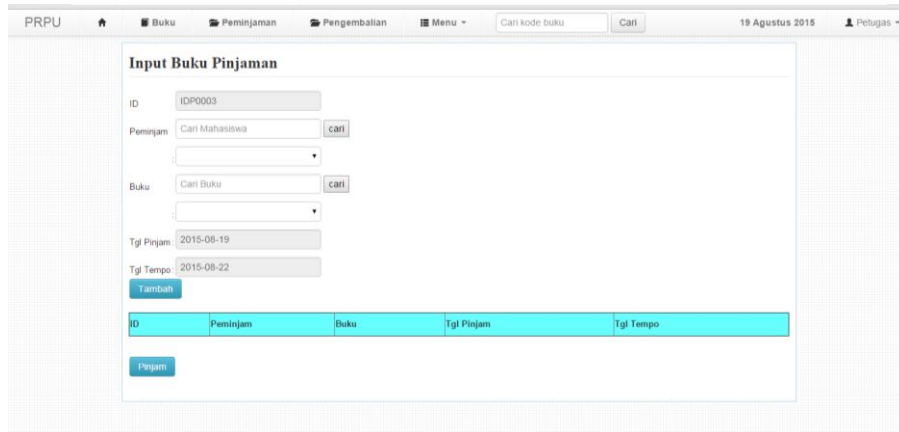 PRPU Buku Peminjaman Pengembalian Menu Cari kode buku Cari 19 Agustus 2015 Petugas
Input Buku Pinjaman
ID IDP0003
Peminjam Cari Mahasiswa cari
:
Buku Cari Buku cari
:
Tgl Pinjam : 2015-08-19
Tgl Tempo : 2015-08-22
Tambah
ID Peminjam Buku Tgl Pinjam Tgl Tempo
Pinjam